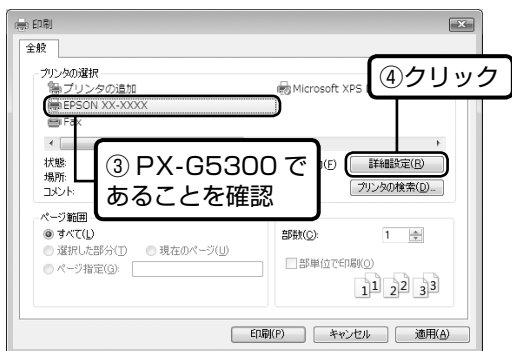 印刷
全般
プリンタの選択
プリンタの追加
Microsoft XPS
EPSON XX-XXXX
Fax
④クリック
状態:
場所:
コメント:
③ PX-G5300 で
あることを確認
(F)
詳細設定(R)
プリンタの検索(D)...
ページ範囲
すべて(L)
選択した部分(T)
現在のページ(U)
ページ指定(G):
部数(C):
1
部単位で印刷(O)
1 1 2 2 3 3
印刷(P)
キャンセル
適用(A)